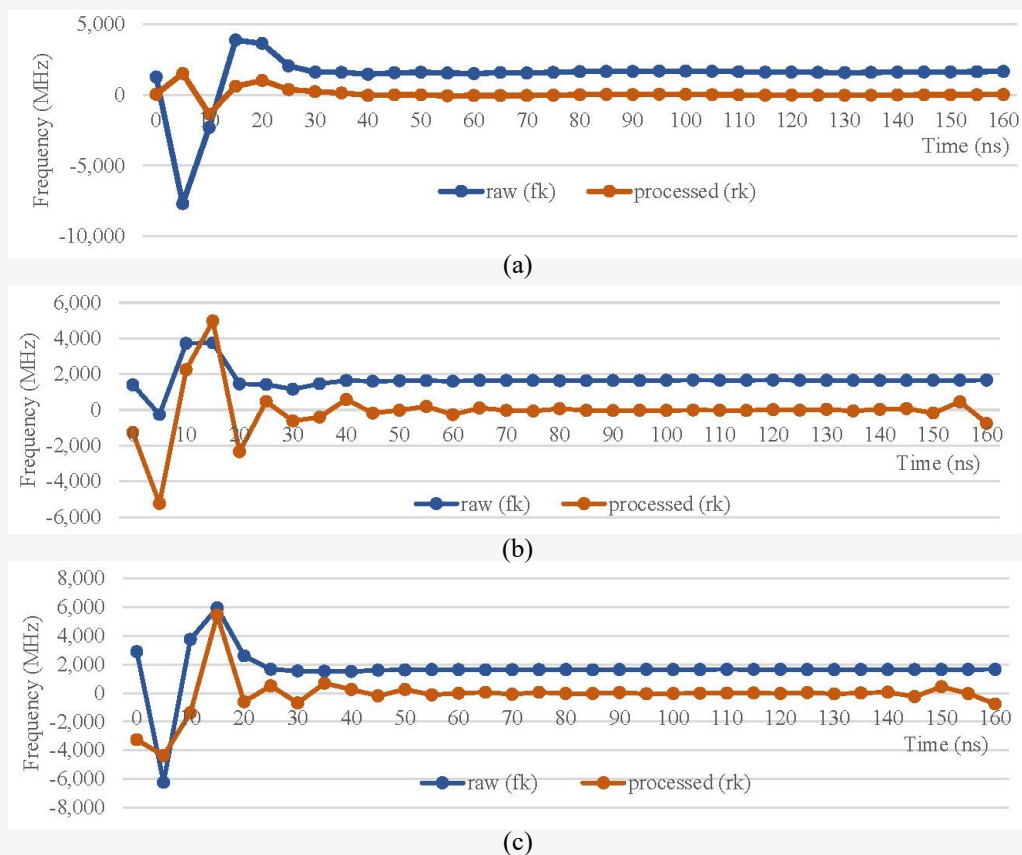 5,000
0
-5,000
-10,000
Frequency (MHz)
0 10 20 30 40 50 60 70 80 90 100 110 120 130 140 150 160
Time (ns)
raw (fk) processed (rk)
(a)
6,000
4,000
2,000
0
-2,000
-4,000
-6,000
Frequency (MHz)
0 10 20 30 40 50 60 70 80 90 100 110 120 130 140 150 160
Time (ns)
raw (fk) processed (rk)
(b)
8,000
6,000
4,000
2,000
0
-2,000
-4,000
-6,000
-8,000
Frequency (MHz)
0 10 20 30 40 50 60 70 80 90 100 110 120 130 140 150 160
Time (ns)
raw (fk) processed (rk)
(c)